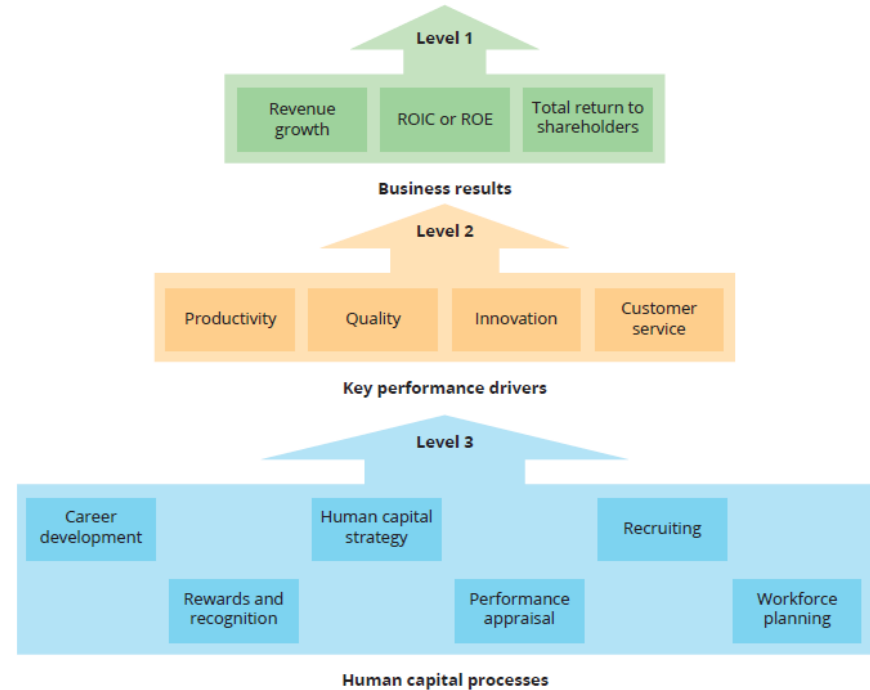 Level 1
Revenue
growth
ROIC or ROE
Total return to
shareholders
Business results
Level 2
Productivity
Quality
Innovation
Customer
service
Key performance drivers
Level 3
Career
development
Human capital
strategy
Recruiting
Rewards and
recognition
Performance
appraisal
Workforce
planning
Human capital processes